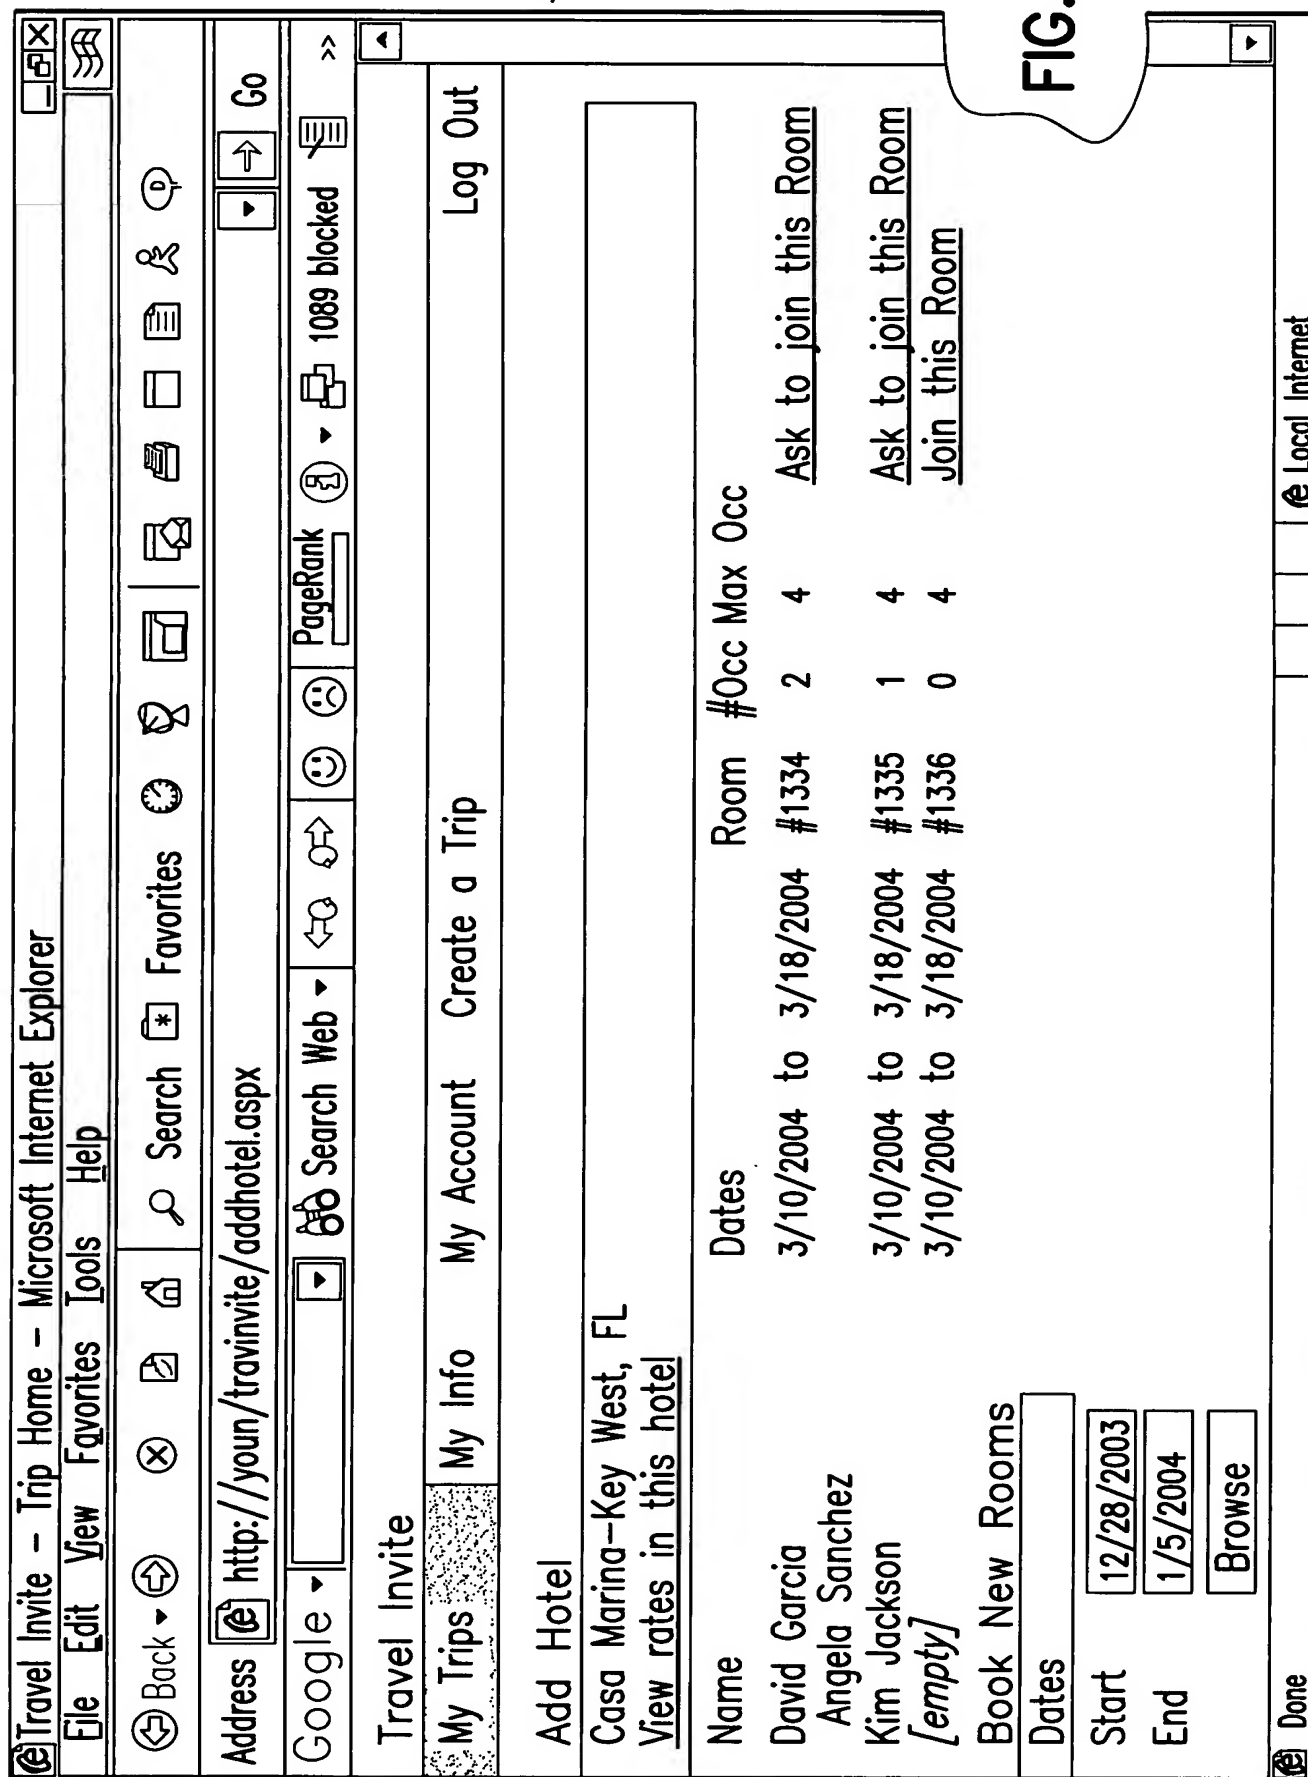 Travel Invite – Trip Home – Microsoft Internet Explorer
File Edit View Favorites Tools Help
Back Search Favorites
Address http://youn/travinvite/addhotel.aspx Go
Google Search Web PageRank 1089 blocked >>
Travel Invite
My Trips My Info My Account Create a Trip Log Out
Add Hotel
Casa Marina–Key West, FL
View rates in this hotel
Name Dates Room #Occ Max Occ
David Garcia 3/10/2004 to 3/18/2004 #1334 2 4 Ask to join this Room
Angela Sanchez
Kim Jackson 3/10/2004 to 3/18/2004 #1335 1 4 Ask to join this Room
[empty] 3/10/2004 to 3/18/2004 #1336 0 4 Join this Room
Book New Rooms
Dates
Start 12/28/2003
End 1/5/2004
Browse
Done Local Internet
FIG.